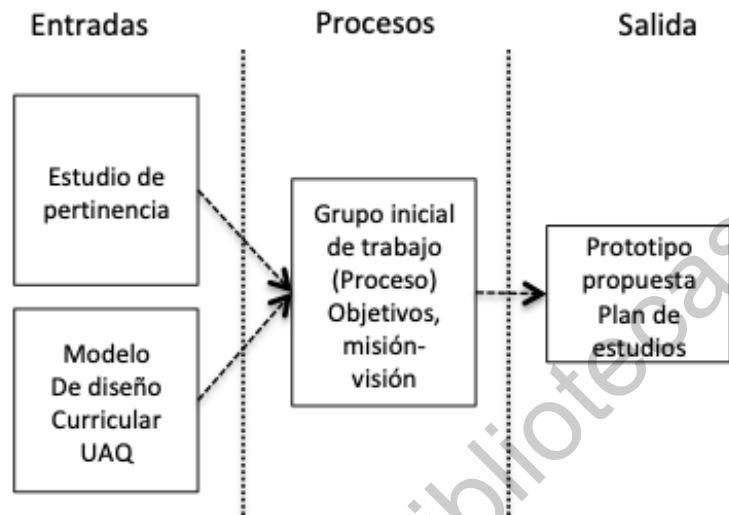 Entradas
Procesos
Salida
Estudio de
pertinencia
Modelo
De diseño
Curricular
UAQ
Grupo inicial
de trabajo
(Proceso)
Objetivos,
misión-
visión
Prototipo
propuesta
Plan de
estudios
bibliotecas